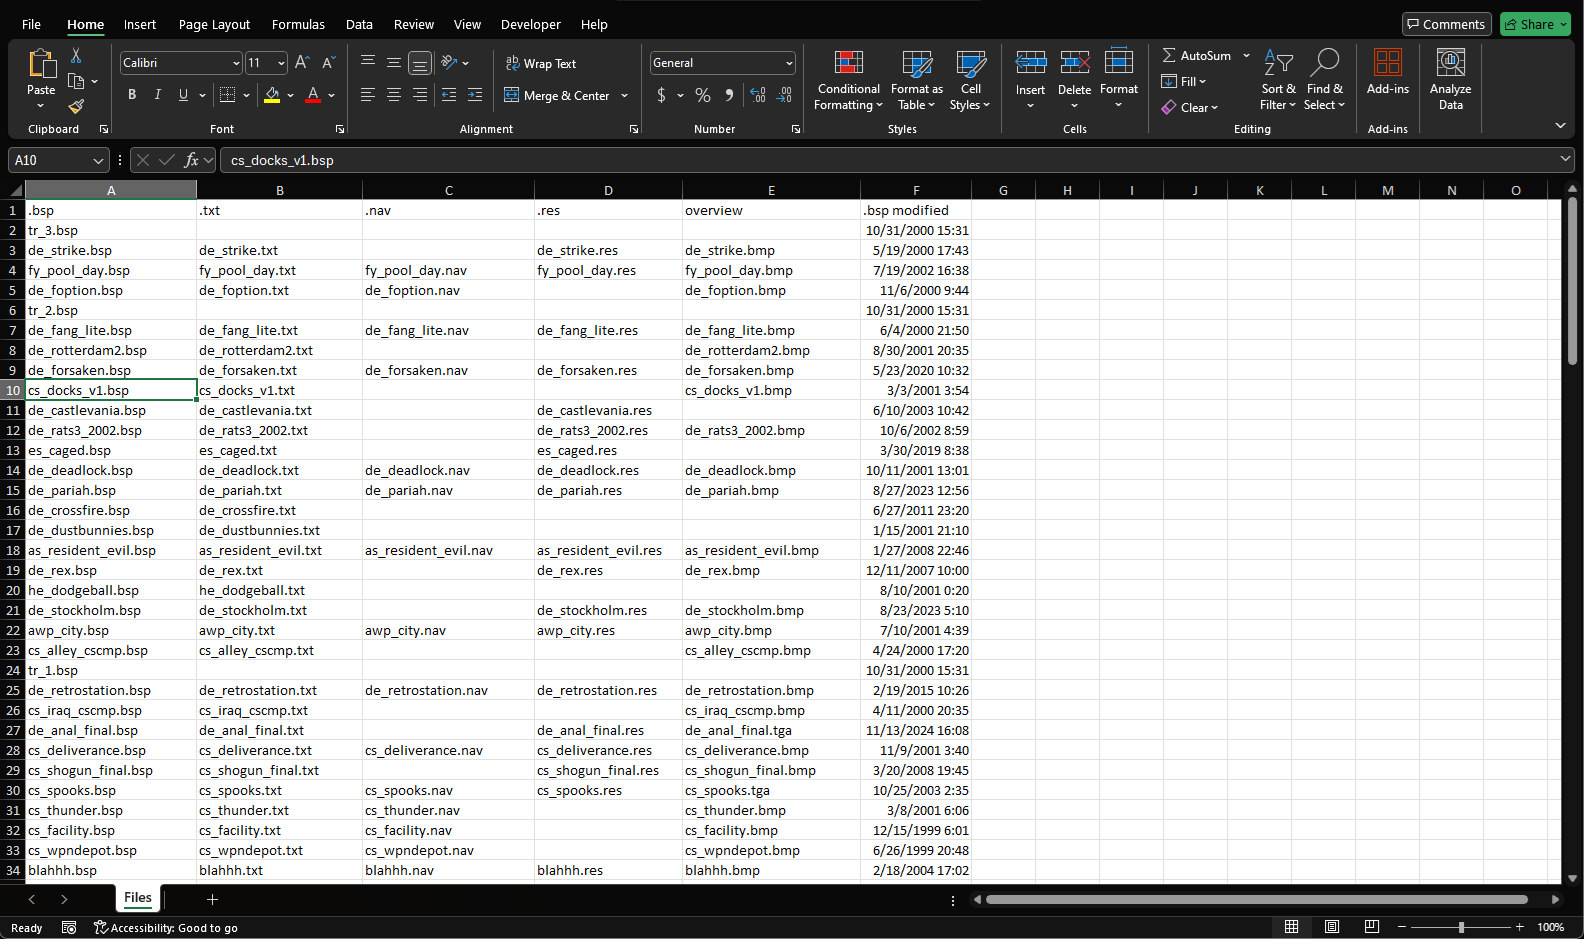 File Home Insert Page Layout Formulas Data Review View Developer Help Comments Share
Calibri 11 Wrap Text General AutoSum
Paste Conditional Formatting Format as Table Cell Styles Insert Delete Format Fill Sort & Filter Find & Select Add-ins Analyze Data
B I U Merge & Center $ % Clear
Clipboard Font Alignment Number Styles Cells Editing Add-ins
A10 fx cs_docks_v1.bsp
A B C D E F G H I J K L M N O
1 .bsp .txt .nav .res overview .bsp modified
2 tr_3.bsp 10/31/2000 15:31
3 de_strike.bsp de_strike.txt de_strike.res de_strike.bmp 5/19/2000 17:43
4 fy_pool_day.bsp fy_pool_day.txt fy_pool_day.nav fy_pool_day.res fy_pool_day.bmp 7/19/2002 16:38
5 de_foption.bsp de_foption.txt de_foption.nav de_foption.bmp 11/6/2000 9:44
6 tr_2.bsp 10/31/2000 15:31
7 de_fang_lite.bsp de_fang_lite.txt de_fang_lite.nav de_fang_lite.res de_fang_lite.bmp 6/4/2000 21:50
8 de_rotterdam2.bsp de_rotterdam2.txt de_rotterdam2.bmp 8/30/2001 20:35
9 de_forsaken.bsp de_forsaken.txt de_forsaken.nav de_forsaken.res de_forsaken.bmp 5/23/2020 10:32
10 cs_docks_v1.bsp cs_docks_v1.txt cs_docks_v1.bmp 3/3/2001 3:54
11 de_castlevania.bsp de_castlevania.txt de_castlevania.res 6/10/2003 10:42
12 de_rats3_2002.bsp de_rats3_2002.txt de_rats3_2002.res de_rats3_2002.bmp 10/6/2002 8:59
13 es_caged.bsp es_caged.txt es_caged.res 3/30/2019 8:38
14 de_deadlock.bsp de_deadlock.txt de_deadlock.nav de_deadlock.res de_deadlock.bmp 10/11/2001 13:01
15 de_pariah.bsp de_pariah.txt de_pariah.nav de_pariah.res de_pariah.bmp 8/27/2023 12:56
16 de_crossfire.bsp de_crossfire.txt 6/27/2011 23:20
17 de_dustbunnies.bsp de_dustbunnies.txt 1/15/2001 21:10
18 as_resident_evil.bsp as_resident_evil.txt as_resident_evil.nav as_resident_evil.res as_resident_evil.bmp 1/27/2008 22:46
19 de_rex.bsp de_rex.txt de_rex.res de_rex.bmp 12/11/2007 10:00
20 he_dodgeball.bsp he_dodgeball.txt 8/10/2001 0:20
21 de_stockholm.bsp de_stockholm.txt de_stockholm.res de_stockholm.bmp 8/23/2023 5:10
22 awp_city.bsp awp_city.txt awp_city.nav awp_city.res awp_city.bmp 7/10/2001 4:39
23 cs_alley_cscmp.bsp cs_alley_cscmp.txt cs_alley_cscmp.bmp 4/24/2000 17:20
24 tr_1.bsp 10/31/2000 15:31
25 de_retrostation.bsp de_retrostation.txt de_retrostation.nav de_retrostation.res de_retrostation.bmp 2/19/2015 10:26
26 cs_iraq_cscmp.bsp cs_iraq_cscmp.txt cs_iraq_cscmp.bmp 4/11/2000 20:35
27 de_anal_final.bsp de_anal_final.txt de_anal_final.res de_anal_final.tga 11/13/2024 16:08
28 cs_deliverance.bsp cs_deliverance.txt cs_deliverance.nav cs_deliverance.res cs_deliverance.bmp 11/9/2001 3:40
29 cs_shogun_final.bsp cs_shogun_final.txt cs_shogun_final.res cs_shogun_final.bmp 3/20/2008 19:45
30 cs_spooks.bsp cs_spooks.txt cs_spooks.nav cs_spooks.res cs_spooks.tga 10/25/2003 2:35
31 cs_thunder.bsp cs_thunder.txt cs_thunder.nav cs_thunder.bmp 3/8/2001 6:06
32 cs_facility.bsp cs_facility.txt cs_facility.nav cs_facility.bmp 12/15/1999 6:01
33 cs_wpndepot.bsp cs_wpndepot.txt cs_wpndepot.nav cs_wpndepot.bmp 6/26/1999 20:48
34 blahhh.bsp blahhh.txt blahhh.nav blahhh.res blahhh.bmp 2/18/2004 17:02
Files
Ready Accessibility: Good to go 100%